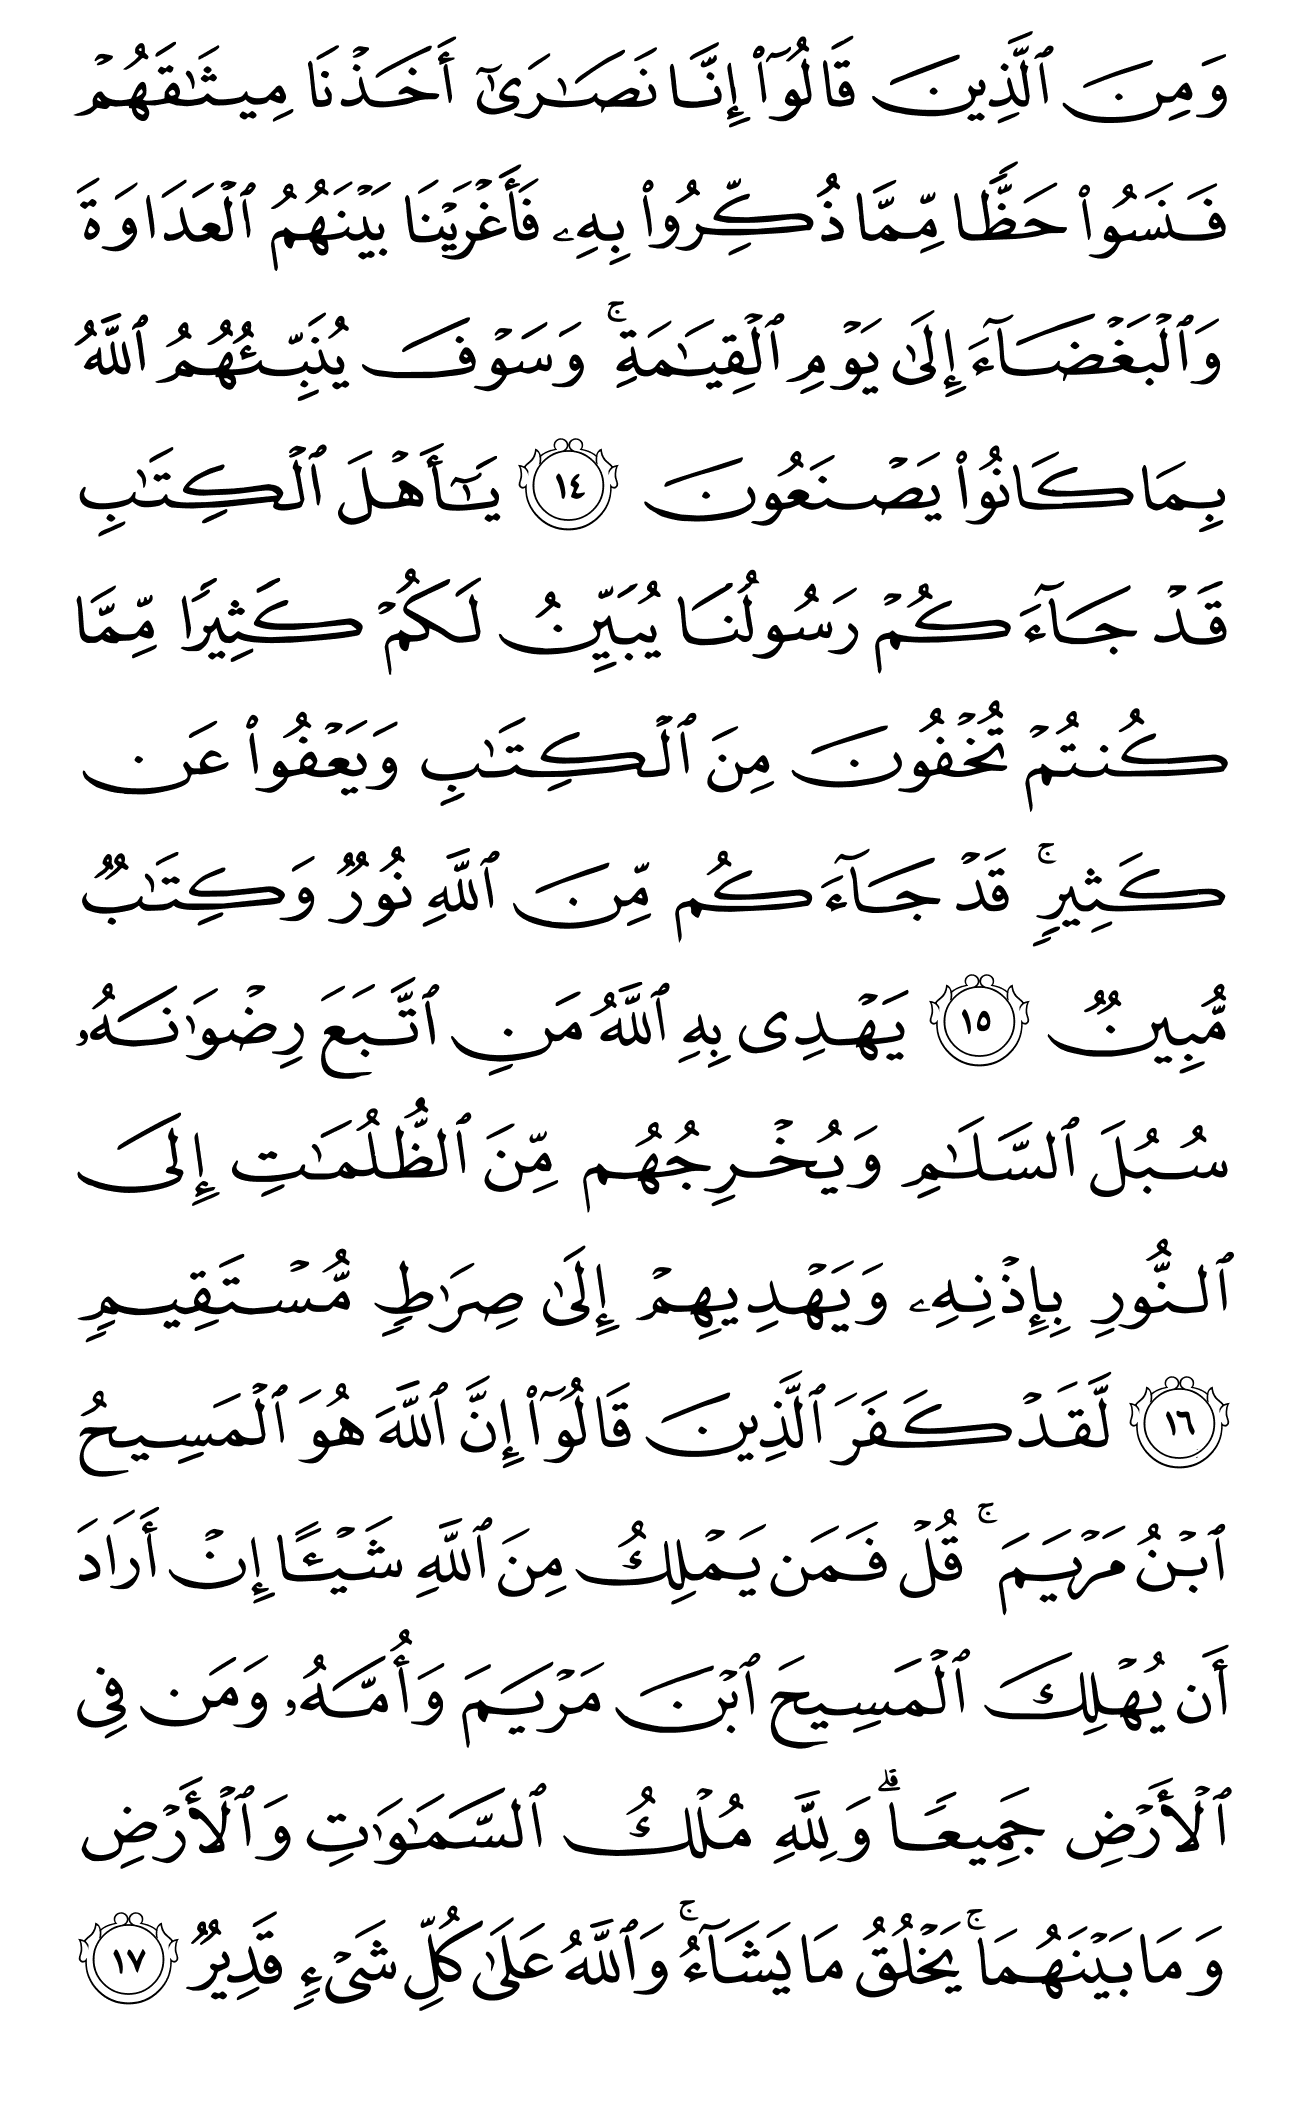 وَمِنَ ٱلَّذِينَ قَالُوٓا۟ إِنَّا نَصَـٰرَىٰٓ أَخَذْنَا مِيثَـٰقَهُمْ
فَنَسُوا۟ حَظًّا مِّمَّا ذُكِّرُوا۟ بِهِۦ فَأَغْرَيْنَا بَيْنَهُمُ ٱلْعَدَاوَةَ
وَٱلْبَغْضَآءَ إِلَىٰ يَوْمِ ٱلْقِيَـٰمَةِ ۚ وَسَوْفَ يُنَبِّئُهُمُ ٱللَّهُ
بِمَا كَانُوا۟ يَصْنَعُونَ ١٤ يَـٰٓأَهْلَ ٱلْكِتَـٰبِ
قَدْ جَآءَكُمْ رَسُولُنَا يُبَيِّنُ لَكُمْ كَثِيرًا مِّمَّا
كُنتُمْ تُخْفُونَ مِنَ ٱلْكِتَـٰبِ وَيَعْفُوا۟ عَن
كَثِيرٍ ۚ قَدْ جَآءَكُم مِّنَ ٱللَّهِ نُورٌ وَكِتَـٰبٌ
مُّبِينٌ ١٥ يَهْدِى بِهِ ٱللَّهُ مَنِ ٱتَّبَعَ رِضْوَٰنَهُۥ
سُبُلَ ٱلسَّلَـٰمِ وَيُخْرِجُهُم مِّنَ ٱلظُّلُمَـٰتِ إِلَى
ٱلنُّورِ بِإِذْنِهِۦ وَيَهْدِيهِمْ إِلَىٰ صِرَٰطٍ مُّسْتَقِيمٍ
١٦ لَّقَدْ كَفَرَ ٱلَّذِينَ قَالُوٓا۟ إِنَّ ٱللَّهَ هُوَ ٱلْمَسِيحُ
ٱبْنُ مَرْيَمَ ۚ قُلْ فَمَن يَمْلِكُ مِنَ ٱللَّهِ شَيْـًٔا إِنْ أَرَادَ
أَن يُهْلِكَ ٱلْمَسِيحَ ٱبْنَ مَرْيَمَ وَأُمَّهُۥ وَمَن فِى
ٱلْأَرْضِ جَمِيعًا ۗ وَلِلَّهِ مُلْكُ ٱلسَّمَـٰوَٰتِ وَٱلْأَرْضِ
وَمَا بَيْنَهُمَا ۚ يَخْلُقُ مَا يَشَآءُ ۚ وَٱللَّهُ عَلَىٰ كُلِّ شَىْءٍ قَدِيرٌ ١٧